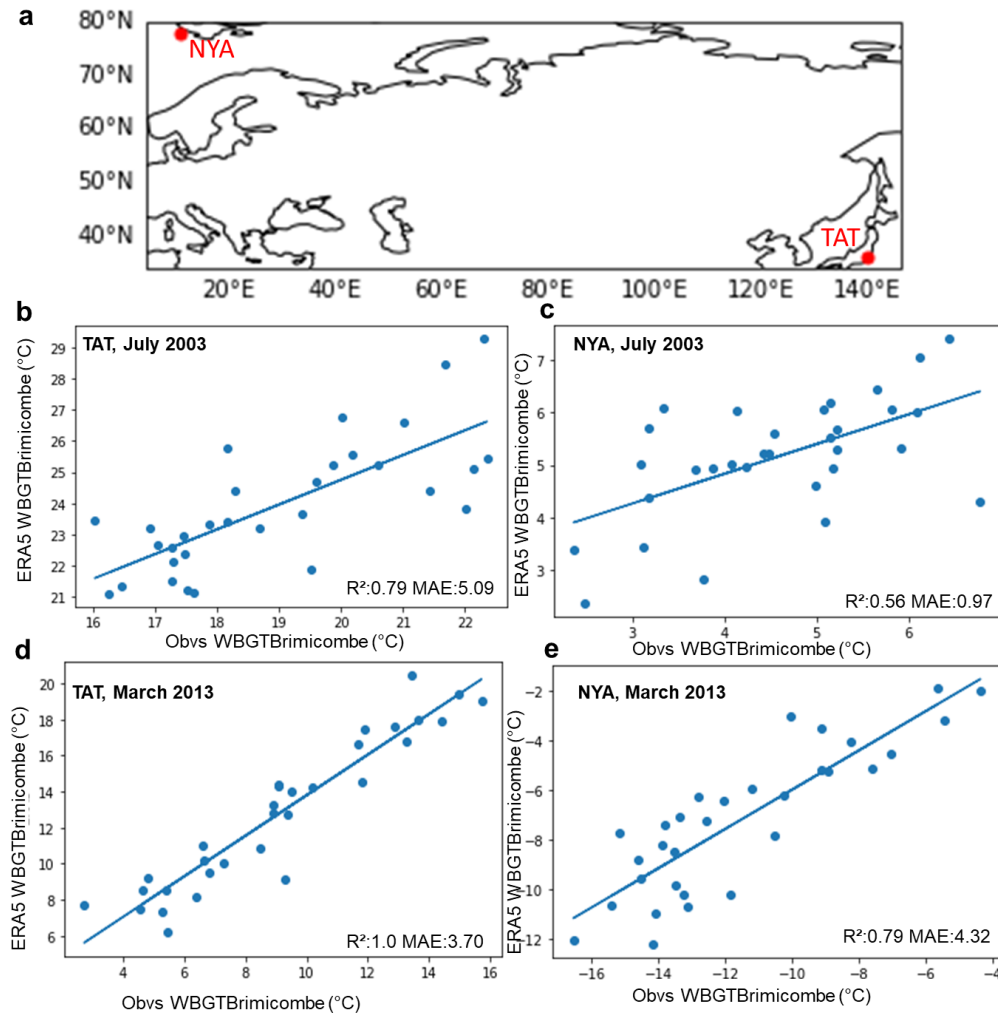 a
80°N
70°N
60°N
50°N
40°N
NYA
TAT
20°E 40°E 60°E 80°E 100°E 120°E 140°E
b
TAT, July 2003
ERA5 WBGTBrimicombe (°C)
29
28
27
26
25
24
23
22
21
R²:0.79 MAE:5.09
16 17 18 19 20 21 22
Obvs WBGTBrimicombe (°C)
c
NYA, July 2003
ERA5 WBGTBrimicombe (°C)
7
6
5
4
3
R²:0.56 MAE:0.97
3 4 5 6
Obvs WBGTBrimicombe (°C)
d
TAT, March 2013
ERA5 WBGTBrimicombe (°C)
20
18
16
14
12
10
8
6
R²:1.0 MAE:3.70
4 6 8 10 12 14 16
Obvs WBGTBrimicombe (°C)
e
NYA, March 2013
ERA5 WBGTBrimicombe (°C)
−2
−4
−6
−8
−10
−12
R²:0.79 MAE:4.32
−16 −14 −12 −10 −8 −6 −4
Obvs WBGTBrimicombe (°C)